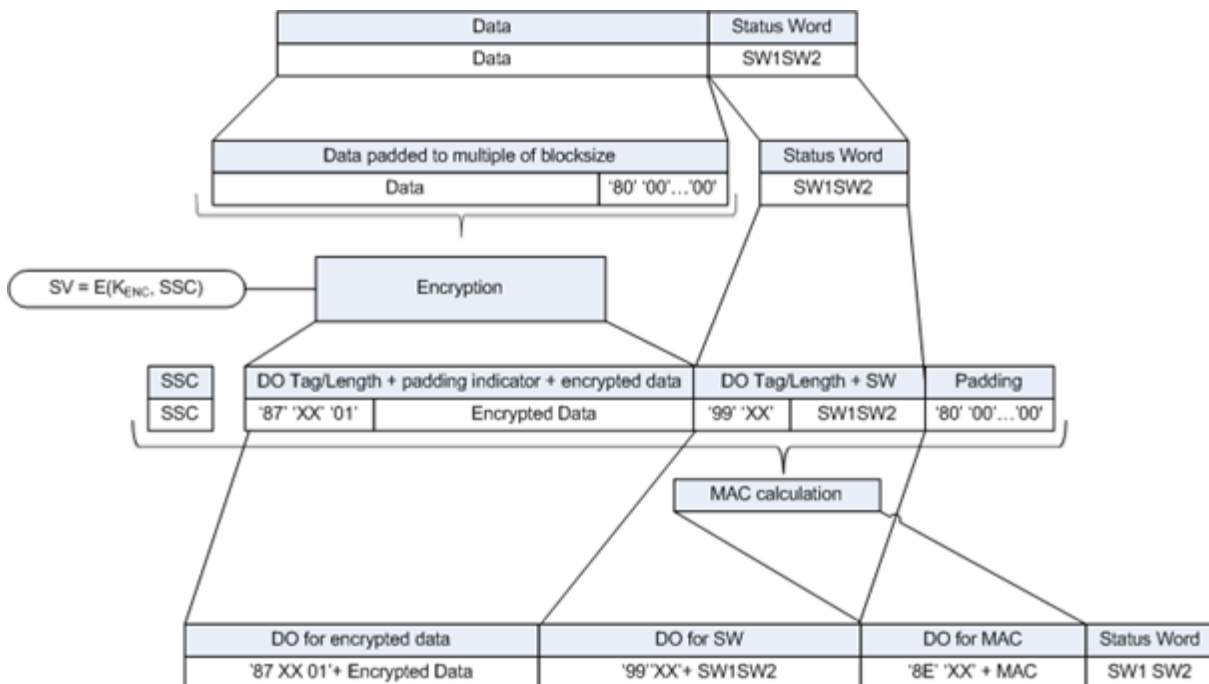 Data Status Word
Data SW1SW2
Data padded to multiple of blocksize Status Word
Data '80' '00'…'00' SW1SW2
SV = E(KENC, SSC) Encryption
SSC DO Tag/Length + padding indicator + encrypted data DO Tag/Length + SW Padding
SSC '87' 'XX' '01' Encrypted Data '99' 'XX' SW1SW2 '80' '00'…'00'
MAC calculation
DO for encrypted data DO for SW DO for MAC Status Word
'87 XX 01'+ Encrypted Data '99''XX'+ SW1SW2 '8E' 'XX' + MAC SW1 SW2